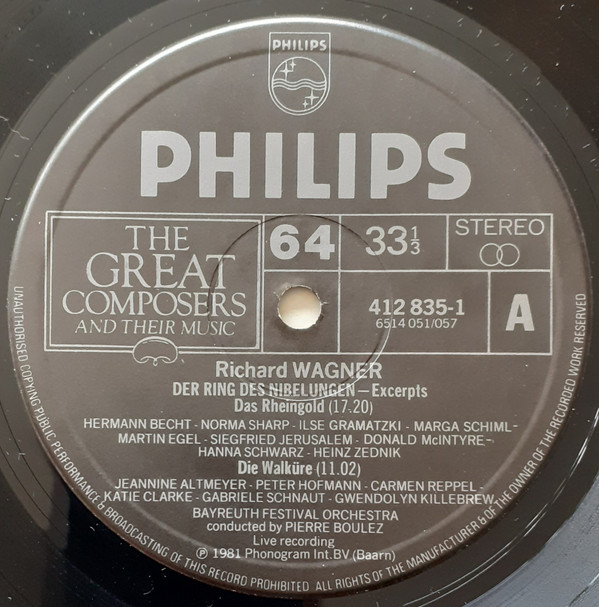 PHILIPS
PHILIPS
THE
GREAT
COMPOSERS
AND THEIR MUSIC
64
33 1/3
STEREO
412 835-1
6514 051/057
A
Richard WAGNER
DER RING DES NIBELUNGEN – Excerpts
Das Rheingold (17.20)
HERMANN BECHT - NORMA SHARP - ILSE GRAMATZKI - MARGA SCHIML -
MARTIN EGEL - SIEGFRIED JERUSALEM - DONALD McINTYRE -
HANNA SCHWARZ - HEINZ ZEDNIK
Die Walküre (11.02)
JEANNINE ALTMEYER - PETER HOFMANN - CARMEN REPPEL -
KATIE CLARKE - GABRIELE SCHNAUT - GWENDOLYN KILLEBREW
BAYREUTH FESTIVAL ORCHESTRA
conducted by PIERRE BOULEZ
Live recording
℗ 1981 Phonogram Int. BV (Baarn)
UNAUTHORISED COPYING PUBLIC PERFORMANCE & BROADCASTING OF THIS RECORD PROHIBITED. ALL RIGHTS OF THE MANUFACTURER & OF THE OWNER OF THE RECORDED WORK RESERVED